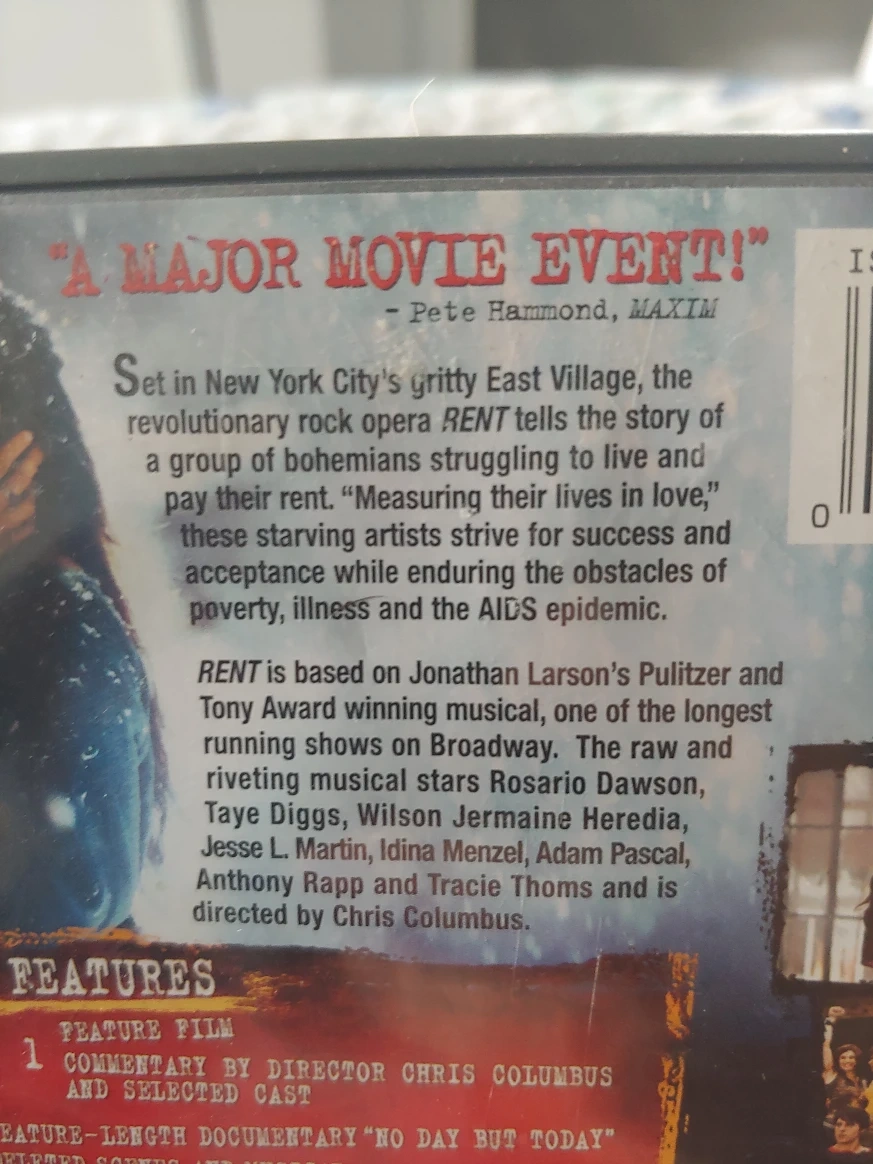 "A MAJOR MOVIE EVENT!"
– Pete Hammond, MAXIM
Set in New York City's gritty East Village, the
revolutionary rock opera RENT tells the story of
a group of bohemians struggling to live and
pay their rent. "Measuring their lives in love,"
these starving artists strive for success and
acceptance while enduring the obstacles of
poverty, illness and the AIDS epidemic.
RENT is based on Jonathan Larson's Pulitzer and
Tony Award winning musical, one of the longest
running shows on Broadway. The raw and
riveting musical stars Rosario Dawson,
Taye Diggs, Wilson Jermaine Heredia,
Jesse L. Martin, Idina Menzel, Adam Pascal,
Anthony Rapp and Tracie Thoms and is
directed by Chris Columbus.
FEATURES
1 FEATURE FILM
COMMENTARY BY DIRECTOR CHRIS COLUMBUS
AND SELECTED CAST
EATURE-LENGTH DOCUMENTARY "NO DAY BUT TODAY"
IS
0